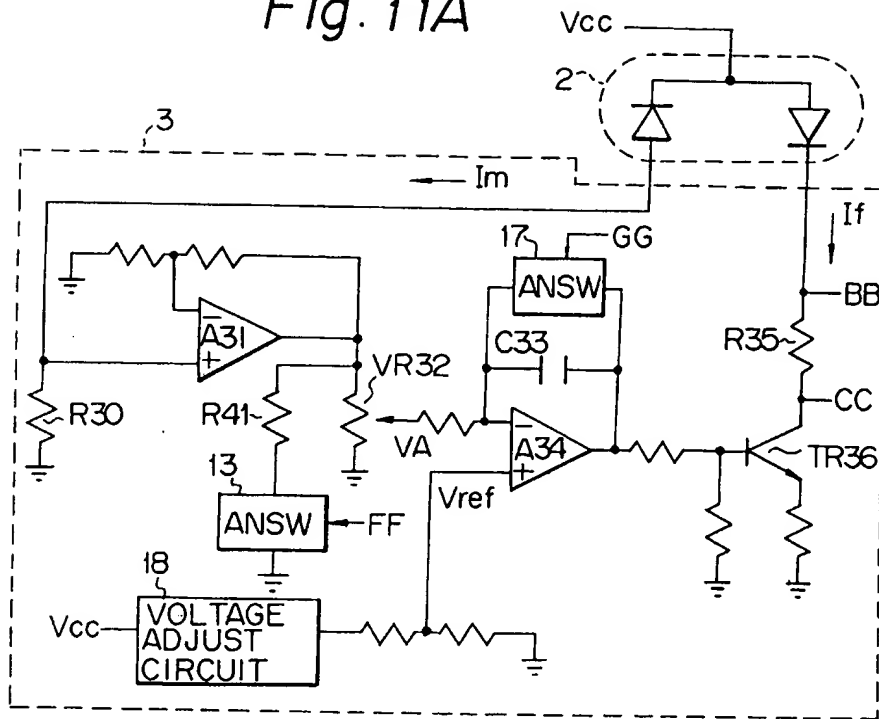 Fig. 11A
Vcc
2
3
Im
If
17
GG
ANSW
BB
A31
−
+
C33
R35
VR32
CC
R30
R41
VA
−
A34
+
TR36
13
Vref
ANSW
FF
18
Vcc
VOLTAGE
ADJUST
CIRCUIT